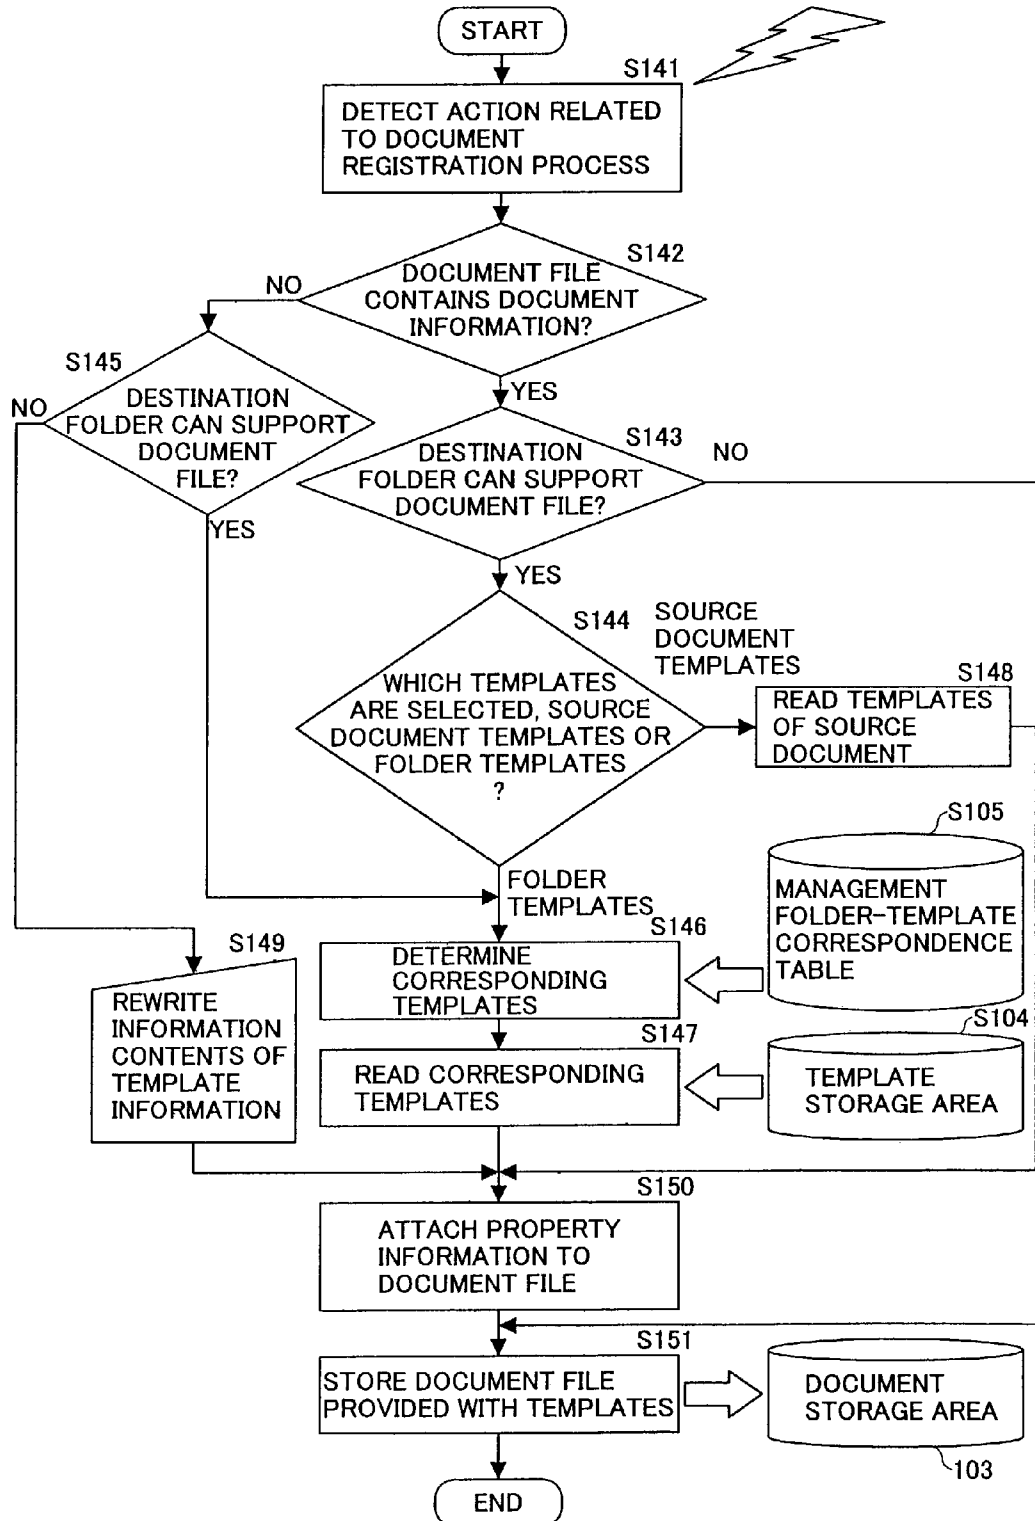 START
S141
DETECT ACTION RELATED
TO DOCUMENT
REGISTRATION PROCESS
S142
DOCUMENT FILE
CONTAINS DOCUMENT
INFORMATION?
NO
YES
S145
DESTINATION
FOLDER CAN SUPPORT
DOCUMENT
FILE?
NO
YES
S143
DESTINATION
FOLDER CAN SUPPORT
DOCUMENT FILE?
NO
YES
S144
WHICH TEMPLATES
ARE SELECTED, SOURCE
DOCUMENT TEMPLATES OR
FOLDER TEMPLATES
?
SOURCE
DOCUMENT
TEMPLATES
S148
READ TEMPLATES
OF SOURCE
DOCUMENT
FOLDER
TEMPLATES
S105
MANAGEMENT
FOLDER-TEMPLATE
CORRESPONDENCE
TABLE
S146
DETERMINE
CORRESPONDING
TEMPLATES
S149
REWRITE
INFORMATION
CONTENTS OF
TEMPLATE
INFORMATION
S147
READ CORRESPONDING
TEMPLATES
S104
TEMPLATE
STORAGE AREA
S150
ATTACH PROPERTY
INFORMATION TO
DOCUMENT FILE
S151
STORE DOCUMENT FILE
PROVIDED WITH TEMPLATES
DOCUMENT
STORAGE AREA
103
END